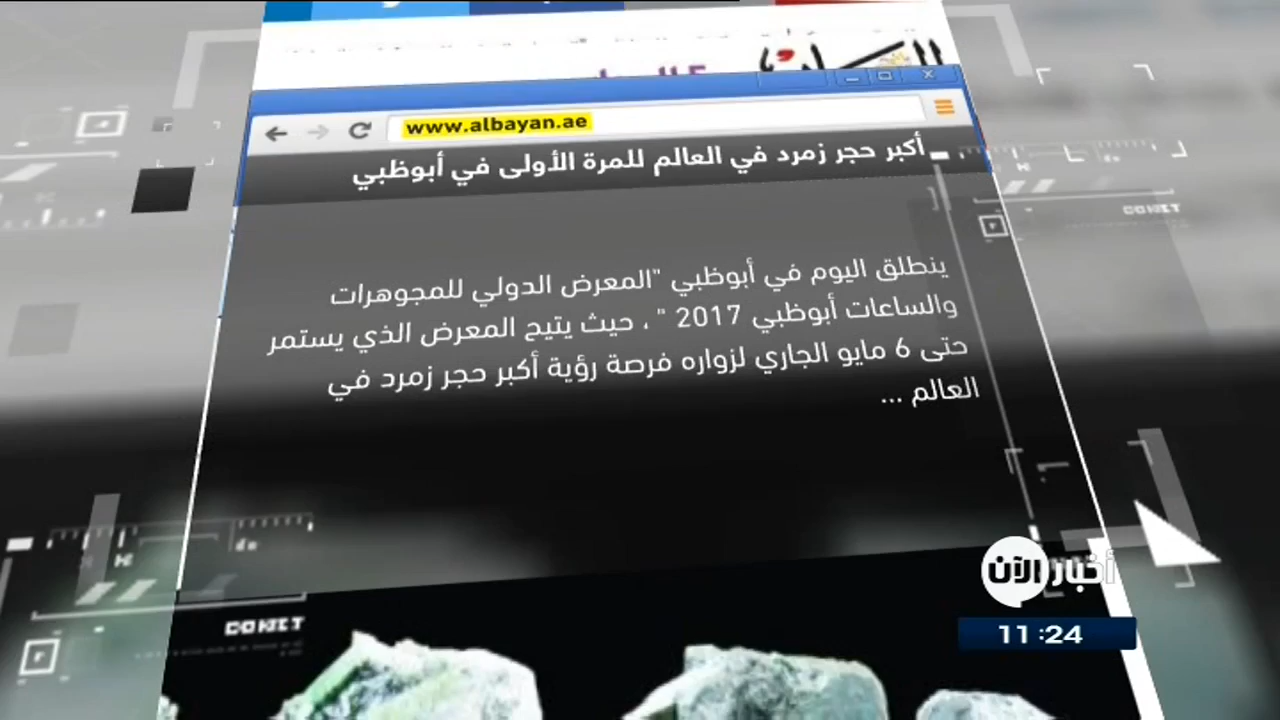 البيان
www.albayan.ae
أكبر حجر زمرد في العالم للمرة الأولى في أبوظبي
ينطلق اليوم في أبوظبي "المعرض الدولي للمجوهرات
والساعات أبوظبي 2017 " ، حيث يتيح المعرض الذي يستمر
حتى 6 مايو الجاري لزواره فرصة رؤية أكبر حجر زمرد في
العالم ...
أخبار الآن
11:24